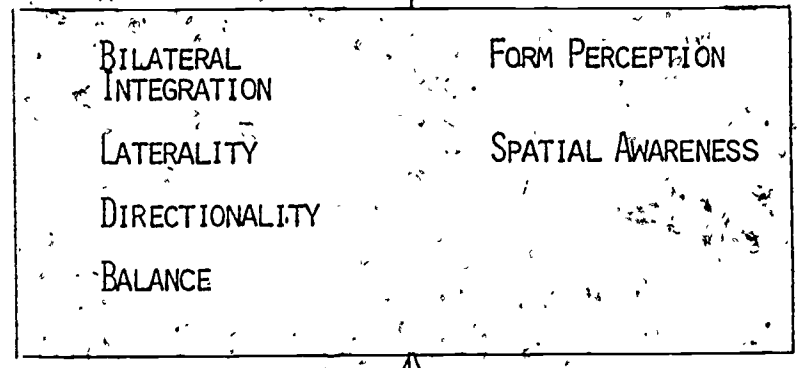 BILATERAL
INTEGRATION
LATERALITY
DIRECTIONALITY
BALANCE
FORM PERCEPTION
SPATIAL AWARENESS